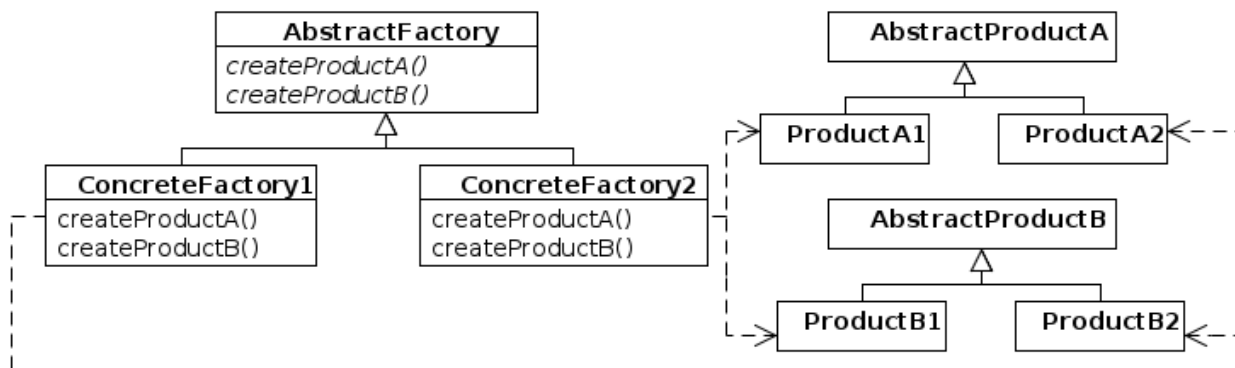 AbstractFactory
createProductA()
createProductB()
ConcreteFactory1
createProductA()
createProductB()
ConcreteFactory2
createProductA()
createProductB()
AbstractProductA
ProductA1
ProductA2
AbstractProductB
ProductB1
ProductB2